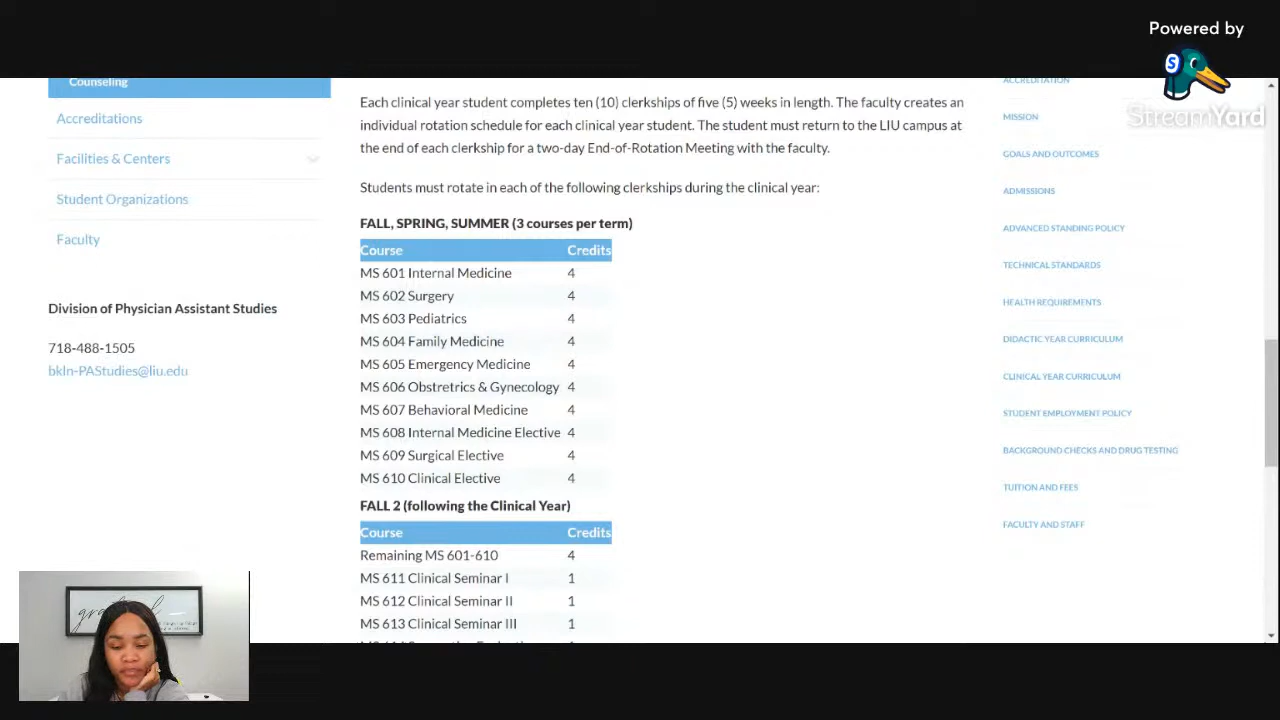 Powered by
StreamYard
Counseling
Accreditations
Facilities & Centers
Student Organizations
Faculty
Division of Physician Assistant Studies
718-488-1505
bkln-PAStudies@liu.edu
Each clinical year student completes ten (10) clerkships of five (5) weeks in length. The faculty creates an
individual rotation schedule for each clinical year student. The student must return to the LIU campus at
the end of each clerkship for a two-day End-of-Rotation Meeting with the faculty.
Students must rotate in each of the following clerkships during the clinical year:
FALL, SPRING, SUMMER (3 courses per term)
Course Credits
MS 601 Internal Medicine 4
MS 602 Surgery 4
MS 603 Pediatrics 4
MS 604 Family Medicine 4
MS 605 Emergency Medicine 4
MS 606 Obstretrics & Gynecology 4
MS 607 Behavioral Medicine 4
MS 608 Internal Medicine Elective 4
MS 609 Surgical Elective 4
MS 610 Clinical Elective 4
FALL 2 (following the Clinical Year)
Course Credits
Remaining MS 601-610 4
MS 611 Clinical Seminar I 1
MS 612 Clinical Seminar II 1
MS 613 Clinical Seminar III 1
ACCREDITATION
MISSION
GOALS AND OUTCOMES
ADMISSIONS
ADVANCED STANDING POLICY
TECHNICAL STANDARDS
HEALTH REQUIREMENTS
DIDACTIC YEAR CURRICULUM
CLINICAL YEAR CURRICULUM
STUDENT EMPLOYMENT POLICY
BACKGROUND CHECKS AND DRUG TESTING
TUITION AND FEES
FACULTY AND STAFF